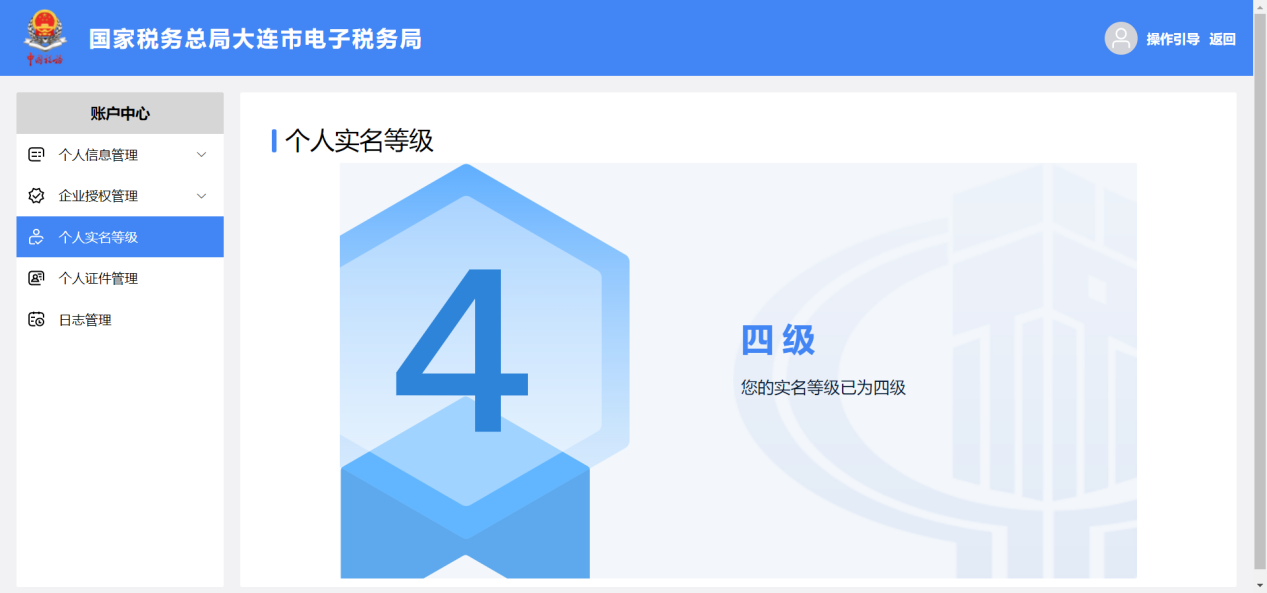 国家税务总局大连市电子税务局
操作引导 返回
账户中心
个人信息管理
企业授权管理
个人实名等级
个人证件管理
日志管理
个人实名等级
4
四级
您的实名等级已为四级